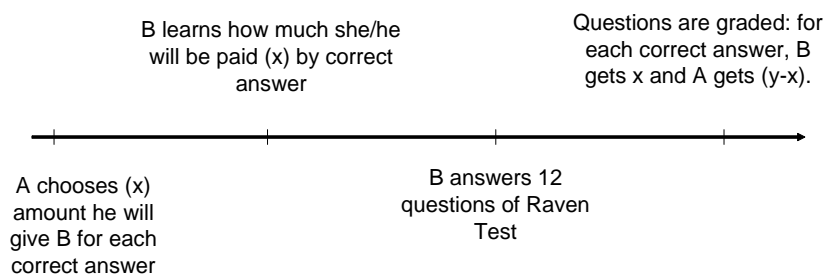 A chooses (x)
amount he will
give B for each
correct answer
B learns how much she/he
will be paid (x) by correct
answer
B answers 12
questions of Raven
Test
Questions are graded: for
each correct answer, B
gets x and A gets (y-x).